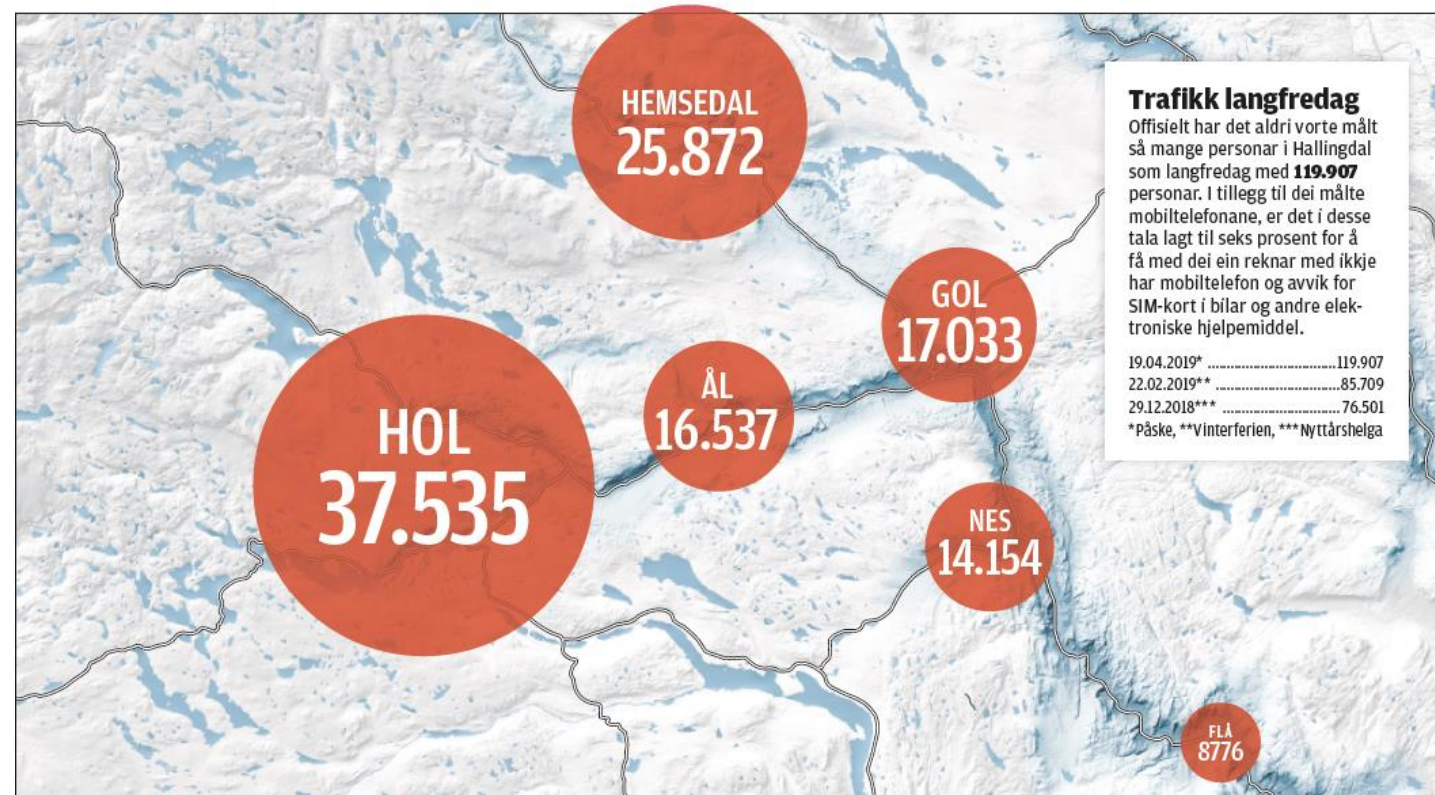 HEMSEDAL
25.872
GOL
17.033
ÅL
16.537
HOL
37.535
NES
14.154
FLÅ
8776
Trafikk langfredag
Offisielt har det aldri vorte målt
så mange personar i Hallingdal
som langfredag med 119.907
personar. I tillegg til dei målte
mobiltelefonane, er det i desse
tala lagt til seks prosent for å
få med dei ein reknar med ikkje
har mobiltelefon og avvik for
SIM-kort i bilar og andre elek-
troniske hjelpemiddel.
19.04.2019* ................................119.907
22.02.2019** ..............................85.709
29.12.2018*** ............................76.501
*Påske, **Vinterferien, ***Nyttårshelga